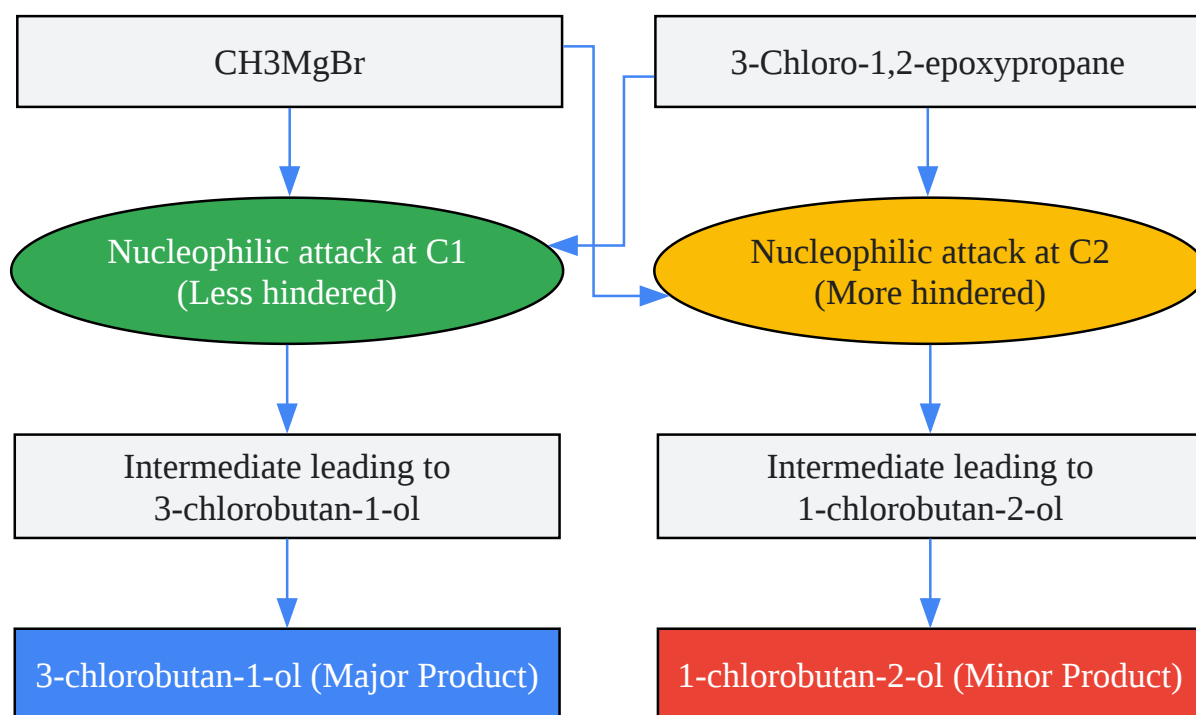 CH3MgBr
3-Chloro-1,2-epoxypropane
Nucleophilic attack at C1
(Less hindered)
Nucleophilic attack at C2
(More hindered)
Intermediate leading to
3-chlorobutan-1-ol
Intermediate leading to
1-chlorobutan-2-ol
3-chlorobutan-1-ol (Major Product)
1-chlorobutan-2-ol (Minor Product)